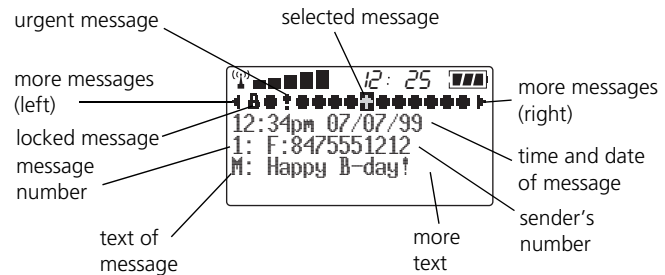 urgent message
selected message
12: 25
more messages
(left)
more messages
(right)
locked message
12:34pm 07/07/99
time and date
of message
message
number
1: F:8475551212
M: Happy B-day!
sender's
number
text of
message
more
text